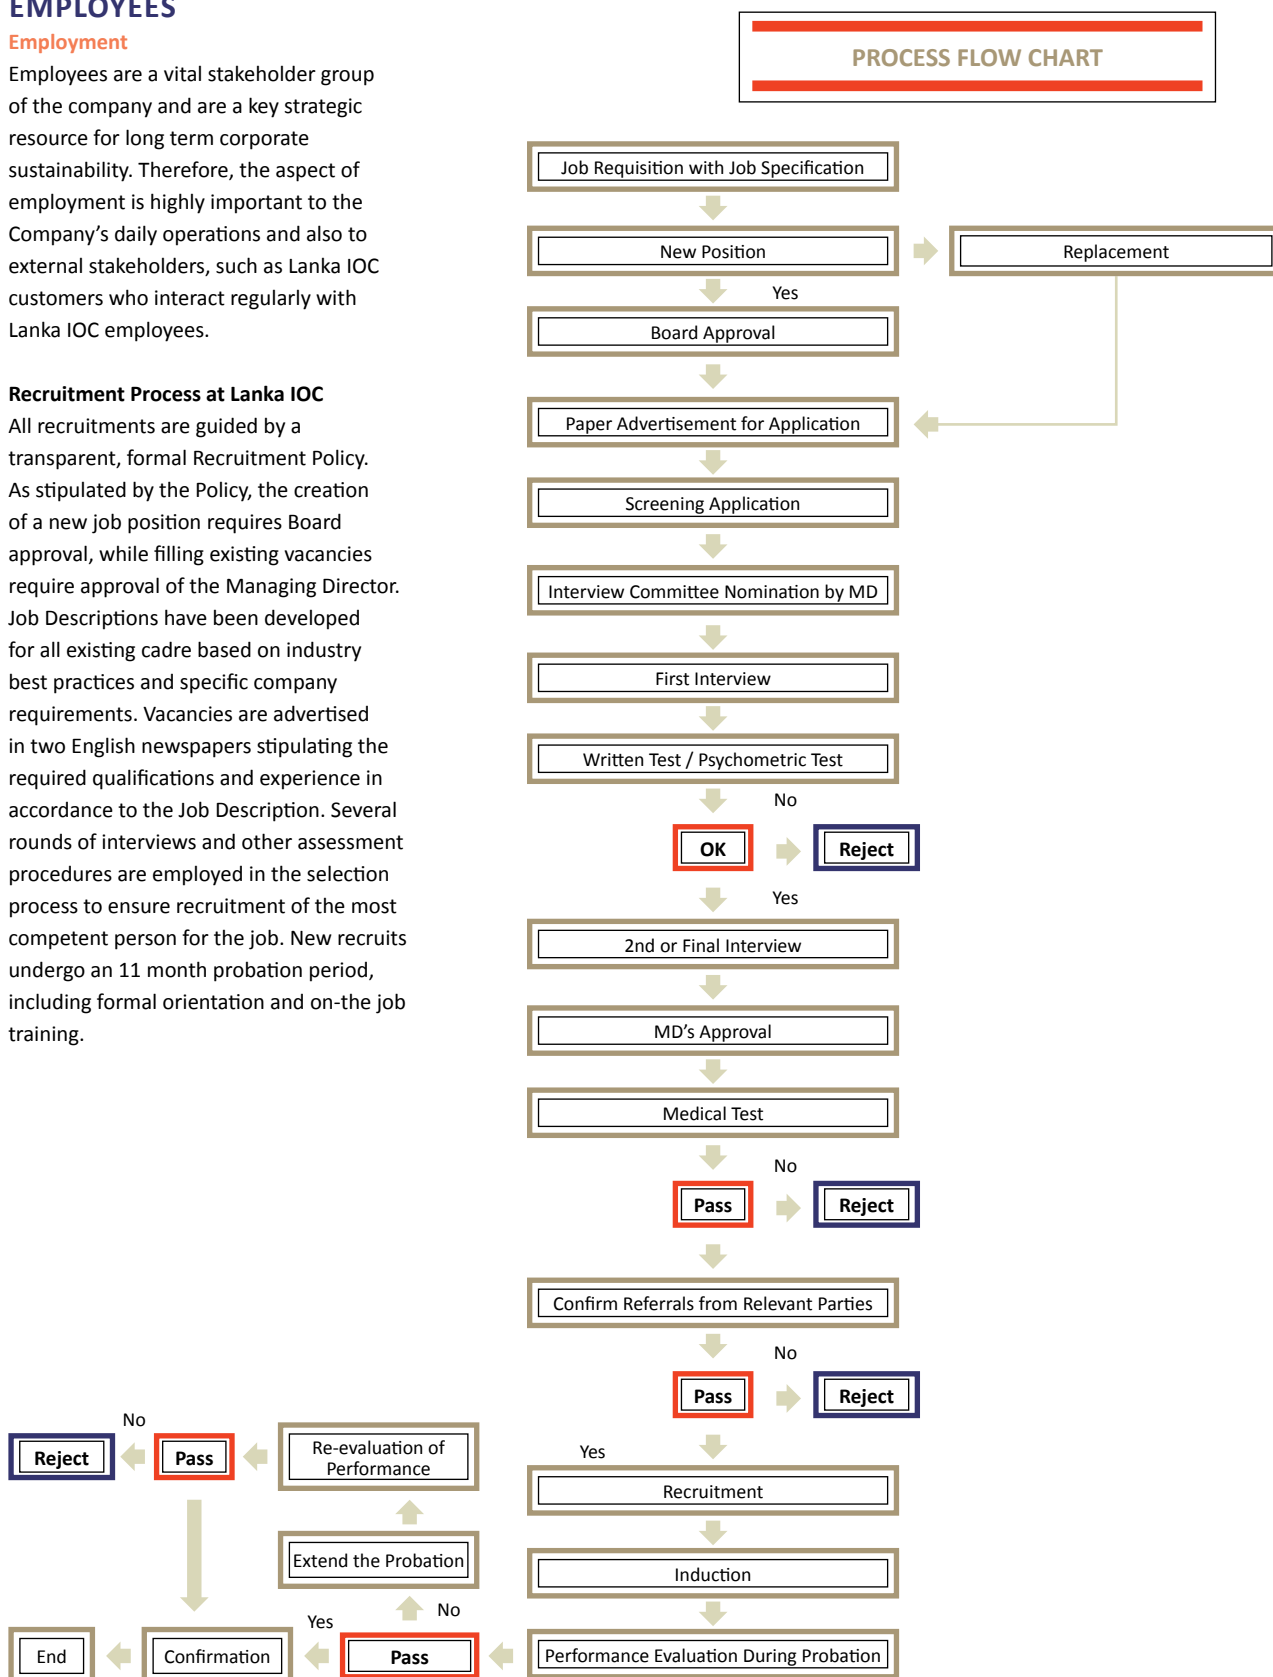 EMPLOYEES
Employment
Employees are a vital stakeholder group
of the company and are a key strategic
resource for long term corporate
sustainability. Therefore, the aspect of
employment is highly important to the
Company's daily operations and also to
external stakeholders, such as Lanka IOC
customers who interact regularly with
Lanka IOC employees.
Recruitment Process at Lanka IOC
All recruitments are guided by a
transparent, formal Recruitment Policy.
As stipulated by the Policy, the creation
of a new job position requires Board
approval, while filling existing vacancies
require approval of the Managing Director.
Job Descriptions have been developed
for all existing cadre based on industry
best practices and specific company
requirements. Vacancies are advertised
in two English newspapers stipulating the
required qualifications and experience in
accordance to the Job Description. Several
rounds of interviews and other assessment
procedures are employed in the selection
process to ensure recruitment of the most
competent person for the job. New recruits
undergo an 11 month probation period,
including formal orientation and on-the job
training.
PROCESS FLOW CHART
Job Requisition with Job Specification
New Position
Replacement
Yes
Board Approval
Paper Advertisement for Application
Screening Application
Interview Committee Nomination by MD
First Interview
Written Test / Psychometric Test
No
OK
Reject
Yes
2nd or Final Interview
MD's Approval
Medical Test
No
Pass
Reject
Confirm Referrals from Relevant Parties
No
Pass
Reject
Yes
Recruitment
Induction
Performance Evaluation During Probation
Pass
No
Yes
Extend the Probation
Re-evaluation of
Performance
Pass
No
Reject
Confirmation
End